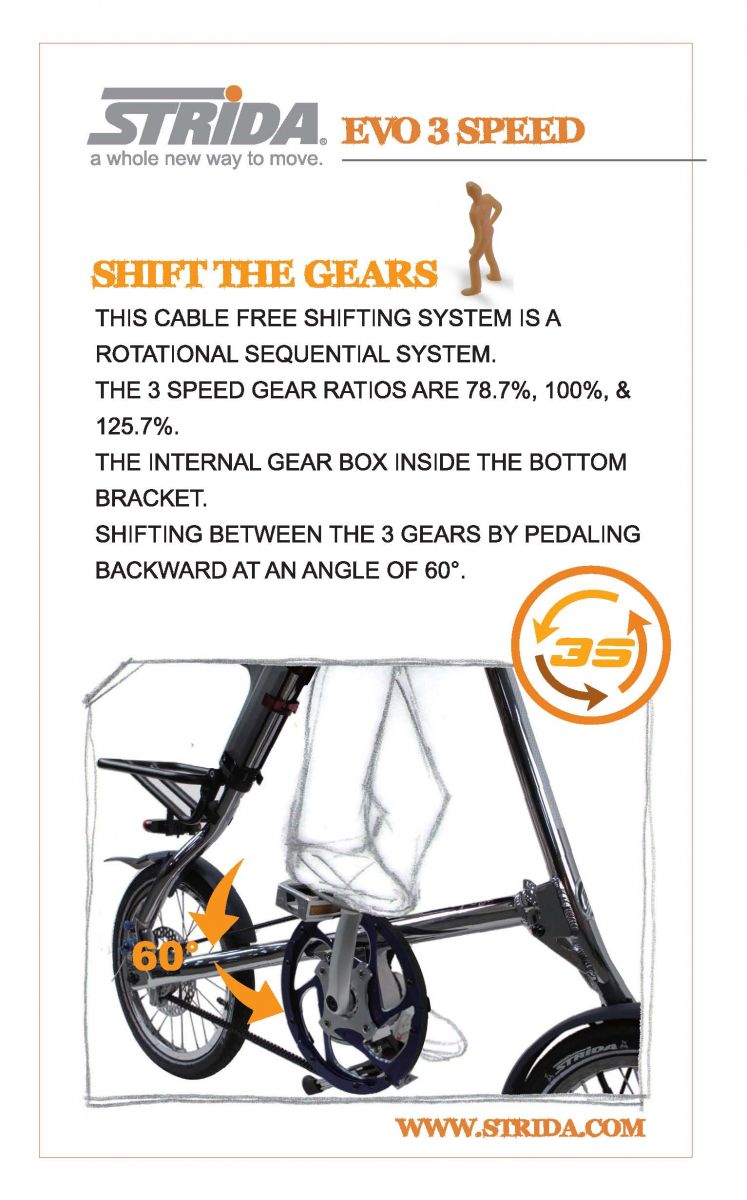 STRIDA® EVO 3 SPEED
a whole new way to move.
SHIFT THE GEARS
THIS CABLE FREE SHIFTING SYSTEM IS A
ROTATIONAL SEQUENTIAL SYSTEM.
THE 3 SPEED GEAR RATIOS ARE 78.7%, 100%, &
125.7%.
THE INTERNAL GEAR BOX INSIDE THE BOTTOM
BRACKET.
SHIFTING BETWEEN THE 3 GEARS BY PEDALING
BACKWARD AT AN ANGLE OF 60°.
3S
60°
STRIDA
WWW.STRIDA.COM